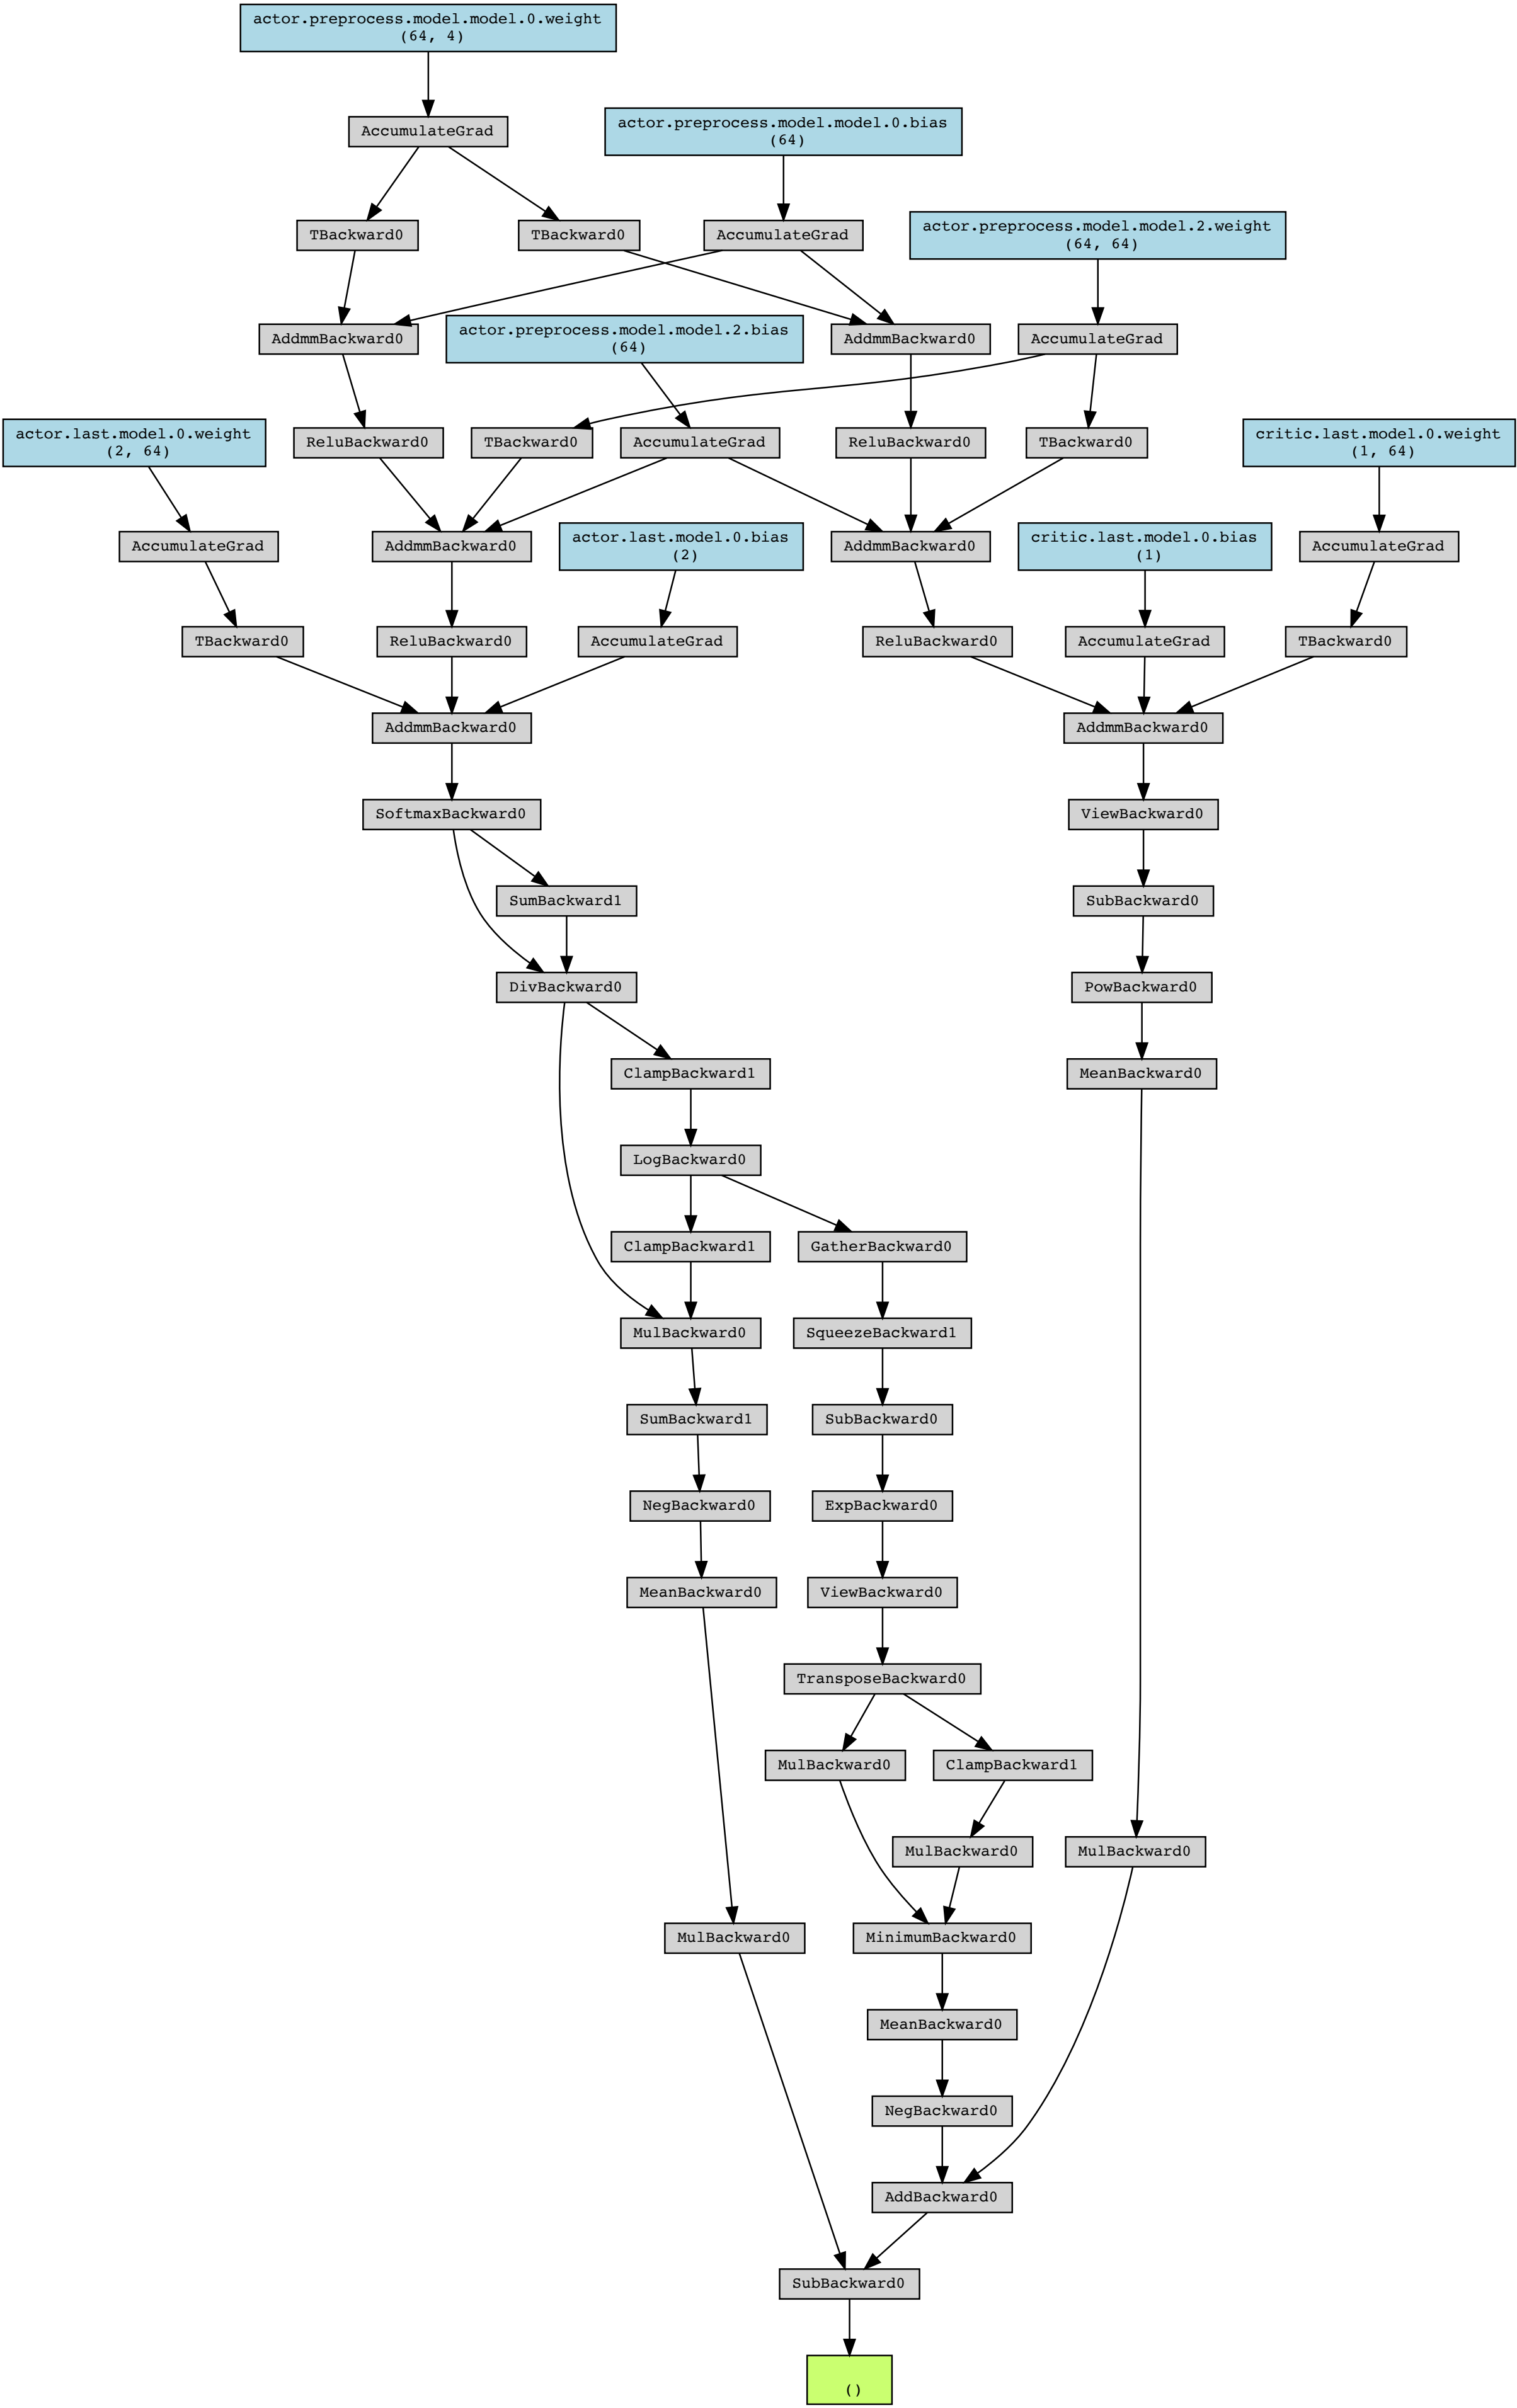 actor.preprocess.model.model.0.weight
(64, 4)
AccumulateGrad
actor.preprocess.model.model.0.bias
(64)
TBackward0
TBackward0
AccumulateGrad
actor.preprocess.model.model.2.weight
(64, 64)
AddmmBackward0
actor.preprocess.model.model.2.bias
(64)
AddmmBackward0
AccumulateGrad
actor.last.model.0.weight
(2, 64)
ReluBackward0
TBackward0
AccumulateGrad
ReluBackward0
TBackward0
critic.last.model.0.weight
(1, 64)
AccumulateGrad
AddmmBackward0
actor.last.model.0.bias
(2)
AddmmBackward0
critic.last.model.0.bias
(1)
AccumulateGrad
TBackward0
ReluBackward0
AccumulateGrad
ReluBackward0
AccumulateGrad
TBackward0
AddmmBackward0
AddmmBackward0
SoftmaxBackward0
ViewBackward0
SumBackward1
SubBackward0
DivBackward0
PowBackward0
ClampBackward1
MeanBackward0
LogBackward0
ClampBackward1
GatherBackward0
MulBackward0
SqueezeBackward1
SumBackward1
SubBackward0
NegBackward0
ExpBackward0
MeanBackward0
ViewBackward0
TransposeBackward0
MulBackward0
ClampBackward1
MulBackward0
MulBackward0
MulBackward0
MinimumBackward0
MeanBackward0
NegBackward0
AddBackward0
SubBackward0
()